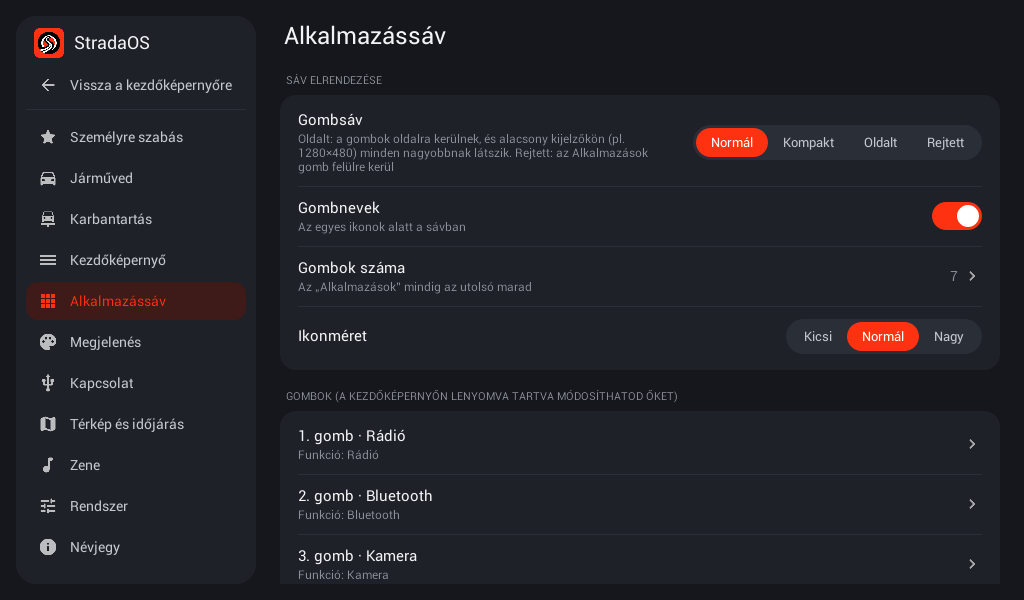 StradaOS
Vissza a kezdőképernyőre
Személyre szabás
Járműved
Karbantartás
Kezdőképernyő
Alkalmazássáv
Megjelenés
Kapcsolat
Térkép és időjárás
Zene
Rendszer
Névjegy
Alkalmazássáv
SÁV ELRENDEZÉSE
Gombsáv
Oldalt: a gombok oldalra kerülnek, és alacsony kijelzőkön (pl.
1280×480) minden nagyobbnak látszik. Rejtett: az Alkalmazások
gomb felülre kerül
Normál Kompakt Oldalt Rejtett
Gombnevek
Az egyes ikonok alatt a sávban
Gombok száma
Az „Alkalmazások” mindig az utolsó marad
7
Ikonméret
Kicsi Normál Nagy
GOMBOK (A KEZDŐKÉPERNYŐN LENYOMVA TARTVA MÓDOSÍTHATOD ŐKET)
1. gomb · Rádió
Funkció: Rádió
2. gomb · Bluetooth
Funkció: Bluetooth
3. gomb · Kamera
Funkció: Kamera